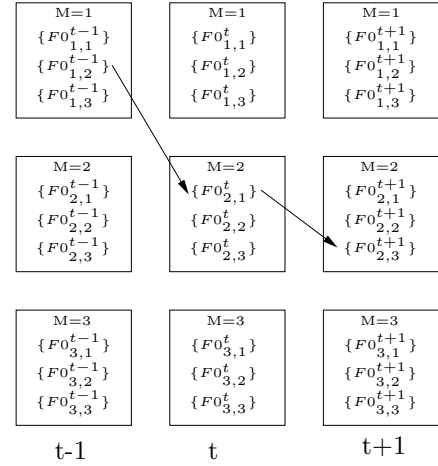 M=1 M=1 M=1
{F0^{t-1}_{1,1}} {F0^{t}_{1,1}} {F0^{t+1}_{1,1}}
{F0^{t-1}_{1,2}} {F0^{t}_{1,2}} {F0^{t+1}_{1,2}}
{F0^{t-1}_{1,3}} {F0^{t}_{1,3}} {F0^{t+1}_{1,3}}
M=2 M=2 M=2
{F0^{t-1}_{2,1}} {F0^{t}_{2,1}} {F0^{t+1}_{2,1}}
{F0^{t-1}_{2,2}} {F0^{t}_{2,2}} {F0^{t+1}_{2,2}}
{F0^{t-1}_{2,3}} {F0^{t}_{2,3}} {F0^{t+1}_{2,3}}
M=3 M=3 M=3
{F0^{t-1}_{3,1}} {F0^{t}_{3,1}} {F0^{t+1}_{3,1}}
{F0^{t-1}_{3,2}} {F0^{t}_{3,2}} {F0^{t+1}_{3,2}}
{F0^{t-1}_{3,3}} {F0^{t}_{3,3}} {F0^{t+1}_{3,3}}
t-1 t t+1